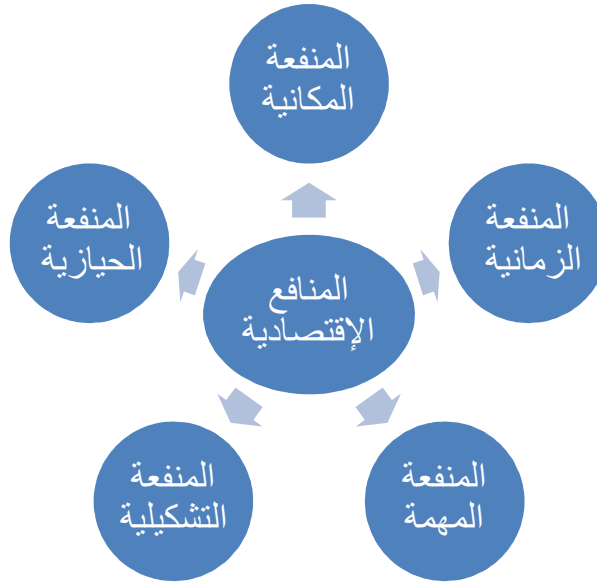 المنفعة
المكانية
المنفعة
الزمانية
المنفعة
الحيازية
المنافع
الإقتصادية
المنفعة
المهمة
المنفعة
التشكيلية